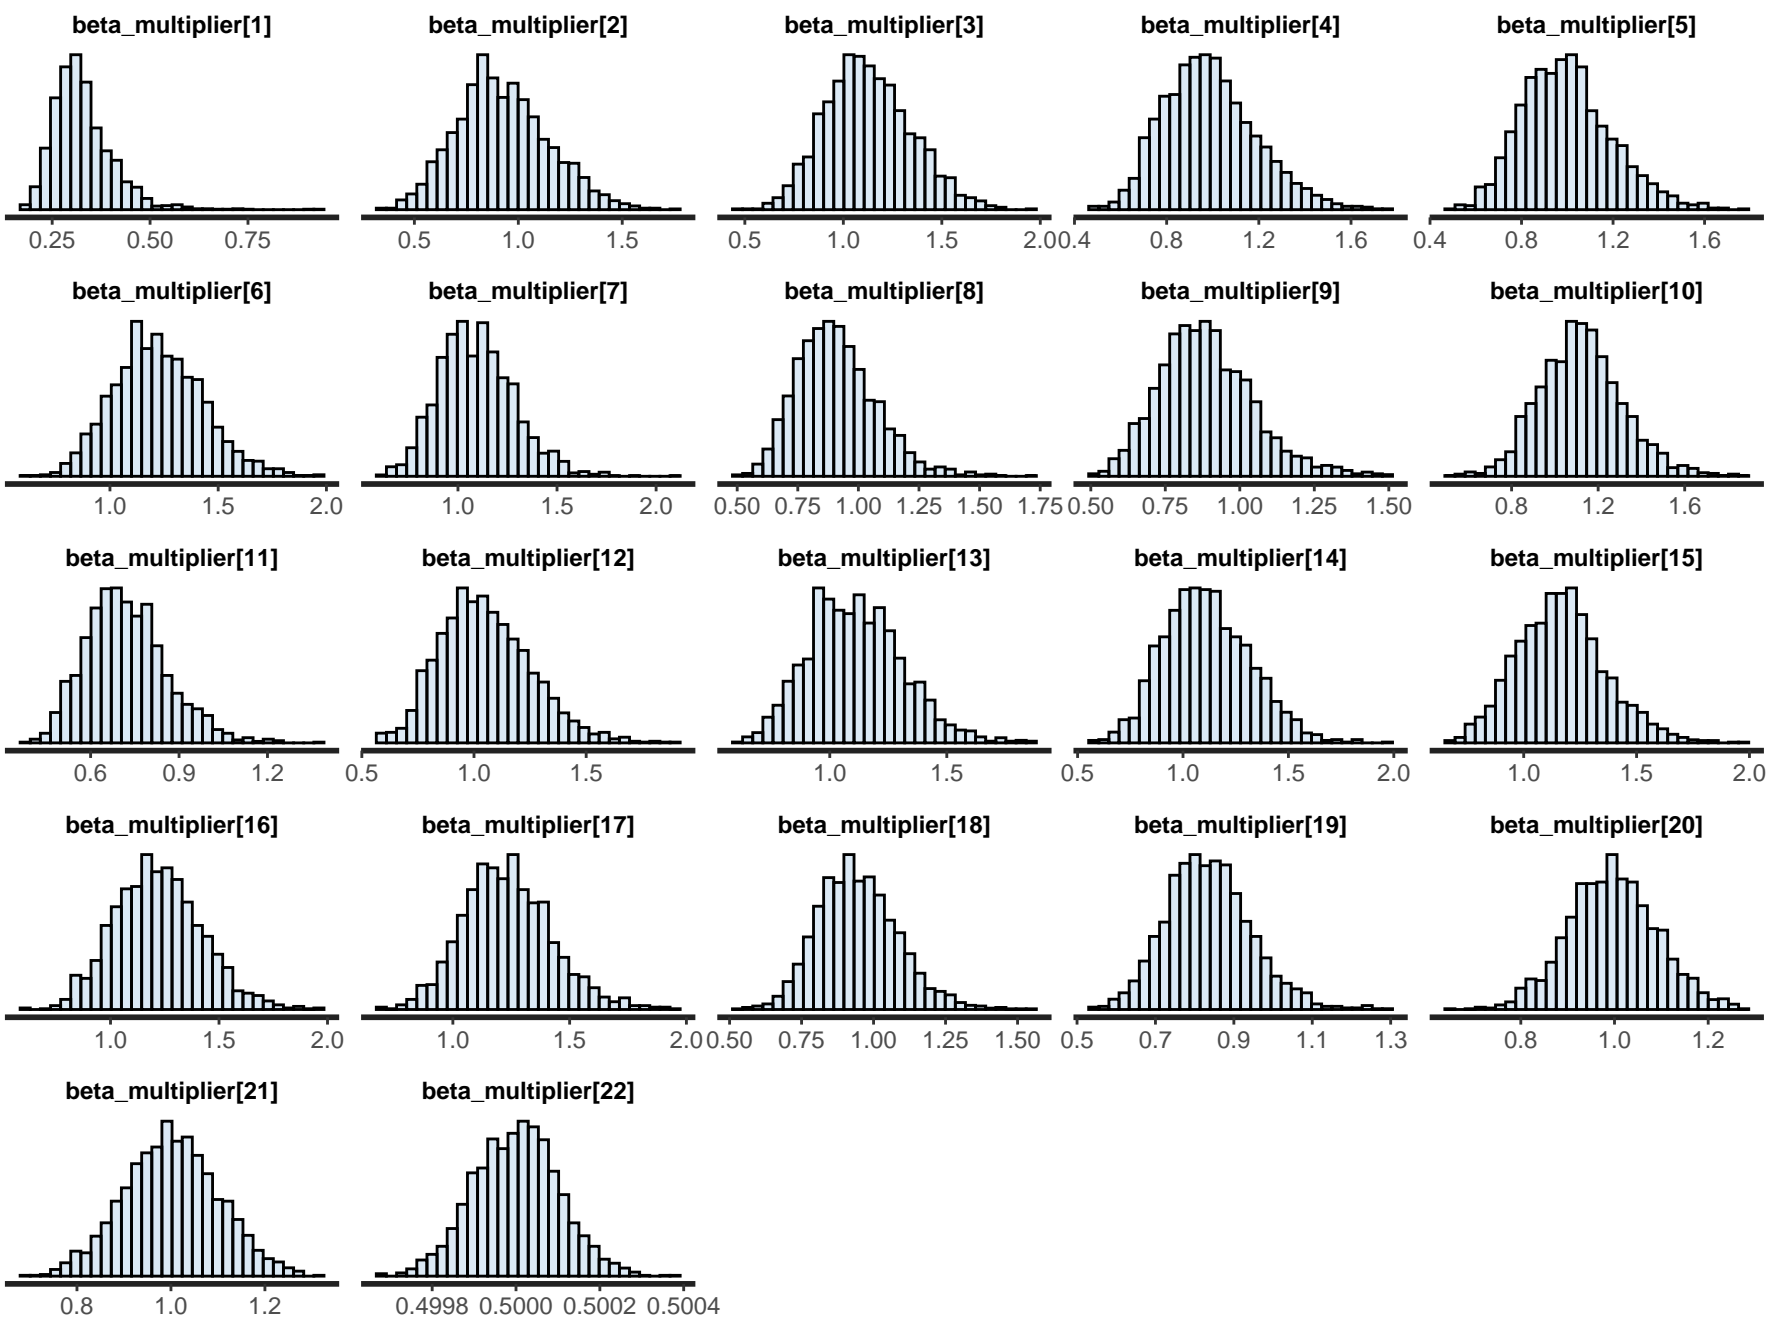 beta_multiplier[1] beta_multiplier[2] beta_multiplier[3] beta_multiplier[4] beta_multiplier[5]
0.25 0.50 0.75 0.5 1.0 1.5 0.5 1.0 1.5 2.0 0.4 0.8 1.2 1.6 0.4 0.8 1.2 1.6
beta_multiplier[6] beta_multiplier[7] beta_multiplier[8] beta_multiplier[9] beta_multiplier[10]
1.0 1.5 2.0 1.0 1.5 2.0 0.50 0.75 1.00 1.25 1.50 1.75 0.50 0.75 1.00 1.25 1.50 0.8 1.2 1.6
beta_multiplier[11] beta_multiplier[12] beta_multiplier[13] beta_multiplier[14] beta_multiplier[15]
0.6 0.9 1.2 0.5 1.0 1.5 1.0 1.5 0.5 1.0 1.5 2.0 1.0 1.5 2.0
beta_multiplier[16] beta_multiplier[17] beta_multiplier[18] beta_multiplier[19] beta_multiplier[20]
1.0 1.5 2.0 1.0 1.5 2.0 0.50 0.75 1.00 1.25 1.50 0.5 0.7 0.9 1.1 1.3 0.8 1.0 1.2
beta_multiplier[21] beta_multiplier[22]
0.8 1.0 1.2 0.4998 0.5000 0.5002 0.5004